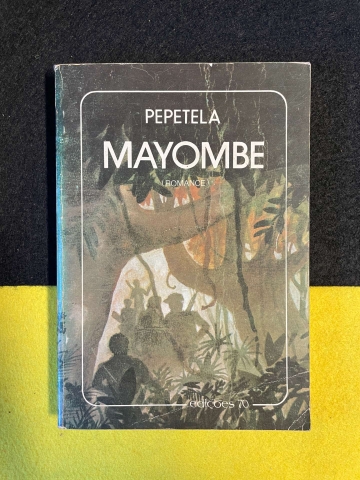 PEPETELA
MAYOMBE
(ROMANCE)
edições 70